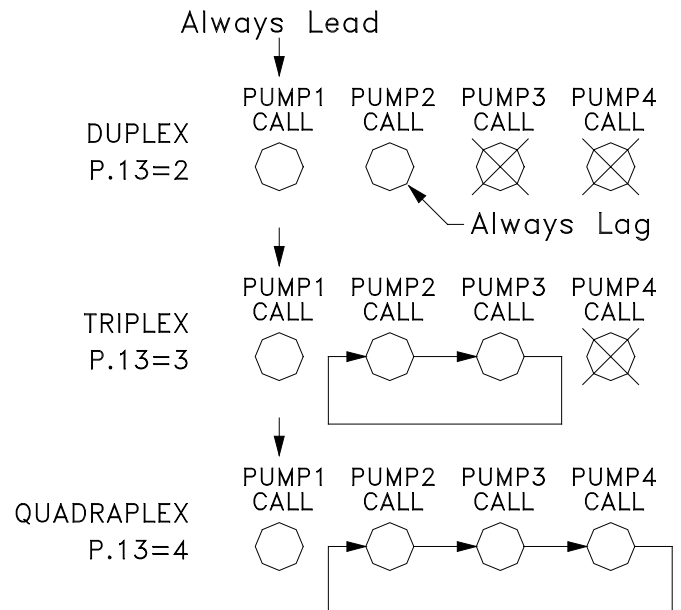 Always Lead
PUMP1 PUMP2 PUMP3 PUMP4
CALL CALL CALL CALL
DUPLEX
P.13=2
Always Lag
PUMP1 PUMP2 PUMP3 PUMP4
CALL CALL CALL CALL
TRIPLEX
P.13=3
PUMP1 PUMP2 PUMP3 PUMP4
CALL CALL CALL CALL
QUADRAPLEX
P.13=4